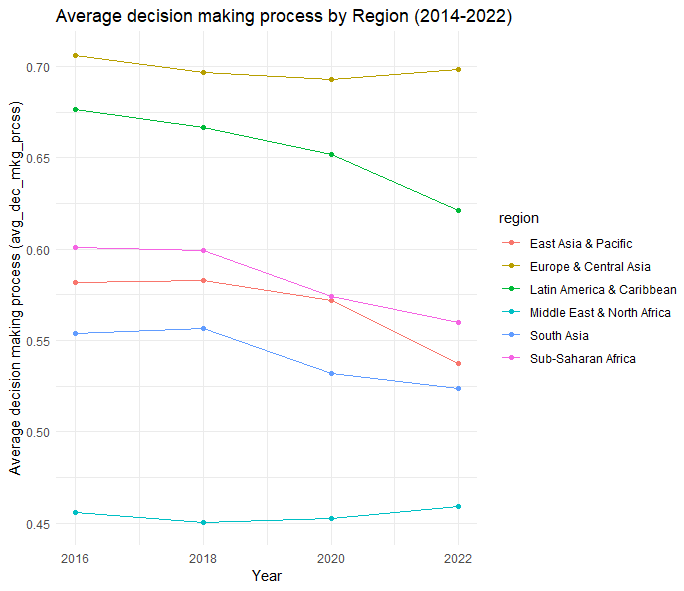 Average decision making process by Region (2014-2022)
Average decision making process (avg_dec_mkg_prcss)
0.70
0.65
0.60
0.55
0.50
0.45
2016
2018
2020
2022
Year
region
East Asia & Pacific
Europe & Central Asia
Latin America & Caribbean
Middle East & North Africa
South Asia
Sub-Saharan Africa